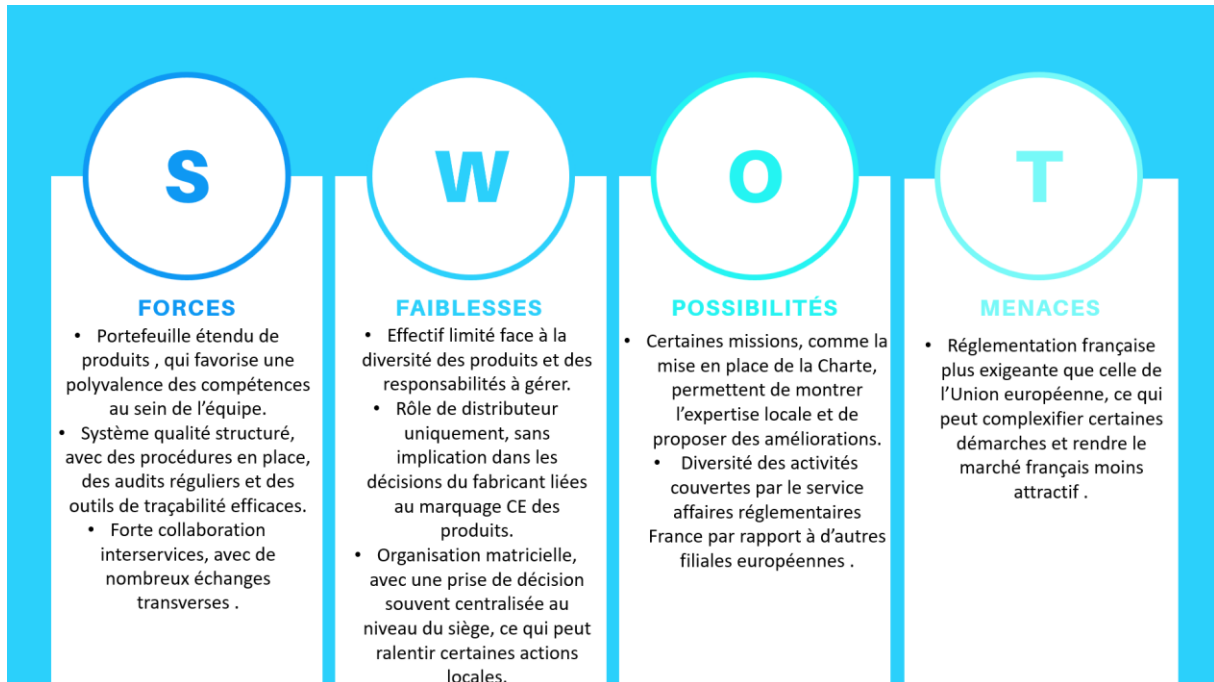 S
FORCES
• Portefeuille étendu de
produits , qui favorise une
polyvalence des compétences
au sein de l’équipe.
• Système qualité structuré,
avec des procédures en place,
des audits réguliers et des
outils de traçabilité efficaces.
• Forte collaboration
interservices, avec de
nombreux échanges
transverses .
W
FAIBLESSES
• Effectif limité face à la
diversité des produits et des
responsabilités à gérer.
• Rôle de distributeur
uniquement, sans
implication dans les
décisions du fabricant liées
au marquage CE des
produits.
• Organisation matricielle,
avec une prise de décision
souvent centralisée au
niveau du siège, ce qui peut
ralentir certaines actions
locales.
O
POSSIBILITÉS
• Certaines missions, comme la
mise en place de la Charte,
permettent de montrer
l’expertise locale et de
proposer des améliorations.
• Diversité des activités
couvertes par le service
affaires réglementaires
France par rapport à d’autres
filiales européennes .
T
MENACES
• Réglementation française
plus exigeante que celle de
l’Union européenne, ce qui
peut complexifier certaines
démarches et rendre le
marché français moins
attractif .